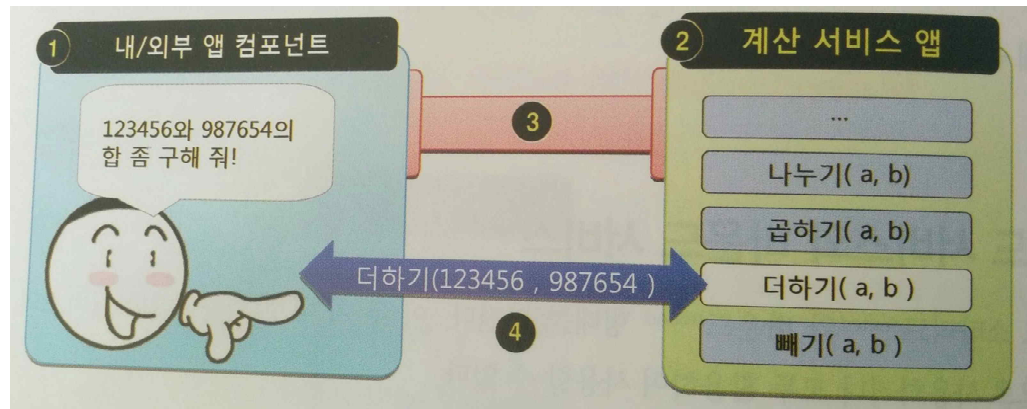 1 내/외부 앱 컴포넌트
123456와 987654의
합 좀 구해 줘!
3
더하기(123456 , 987654 )
4
2 계산 서비스 앱
...
나누기( a, b)
곱하기( a, b)
더하기( a, b )
빼기( a, b )